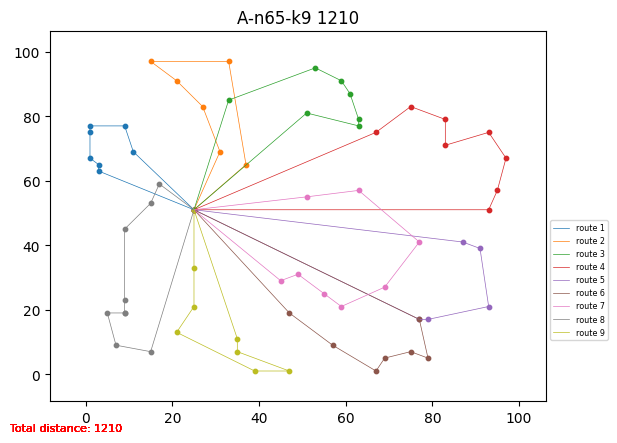 A-n65-k9 1210
100
80
60
40
20
0
0 20 40 60 80 100
route 1
route 2
route 3
route 4
route 5
route 6
route 7
route 8
route 9
Total distance: 1210